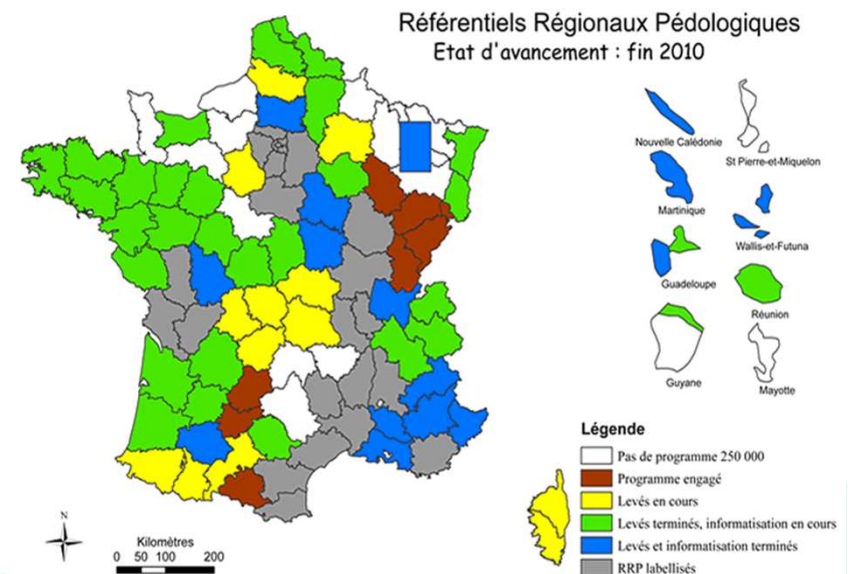 Référentiels Régionaux Pédologiques
Etat d'avancement : fin 2010
Nouvelle Calédonie
St Pierre-et-Miquelon
Martinique
Wallis-et-Futuna
Guadeloupe
Réunion
Guyane
Mayotte
Légende
Pas de programme 250 000
Programme engagé
Levés en cours
Levés terminés, informatisation en cours
Levés et informatisation terminés
RRP labellisés
N
Kilomètres
0 50 100 200